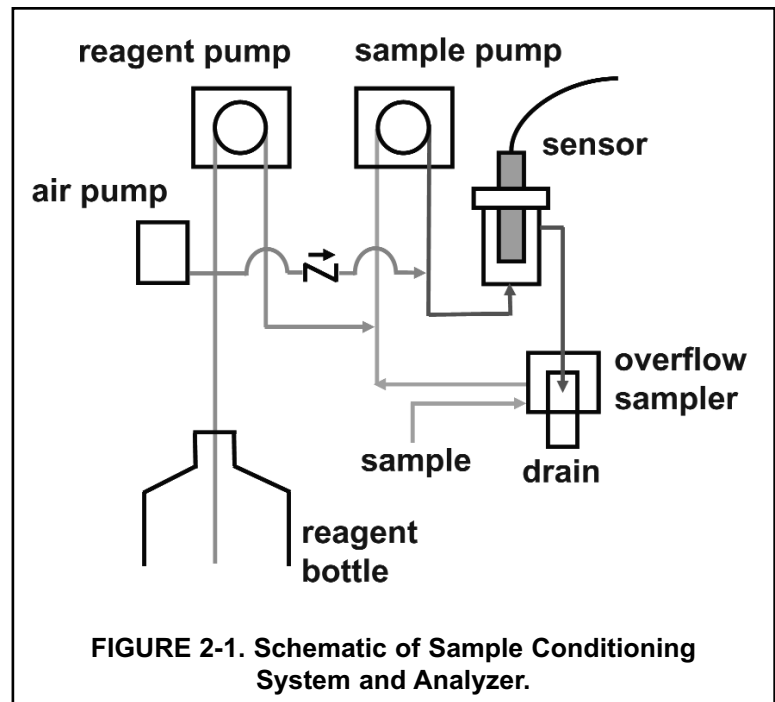 reagent pump
sample pump
sensor
air pump
overflow
sampler
sample
drain
reagent
bottle
FIGURE 2-1. Schematic of Sample Conditioning
System and Analyzer.